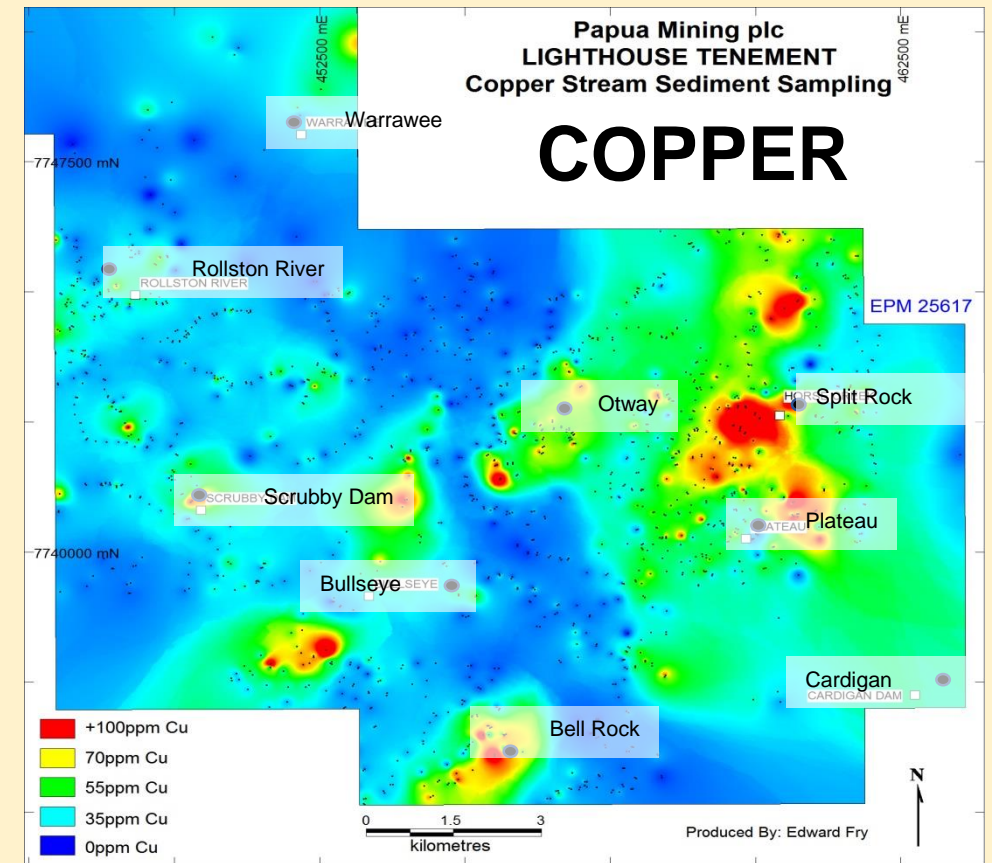 Papua Mining plc
LIGHTHOUSE TENEMENT
Copper Stream Sediment Sampling
COPPER
452500 mE
462500 mE
Warrawee
7747500 mN
Rollston River
ROLLSTON RIVER
EPM 25617
Split Rock
Otway
SCRUBBY
Scrubby Dam
Plateau
7740000 mN
Bullseye
Cardigan
CARDIGAN DAM
Bell Rock
+100ppm Cu
70ppm Cu
55ppm Cu
35ppm Cu
0ppm Cu
0 1.5 3
kilometres
Produced By: Edward Fry
N